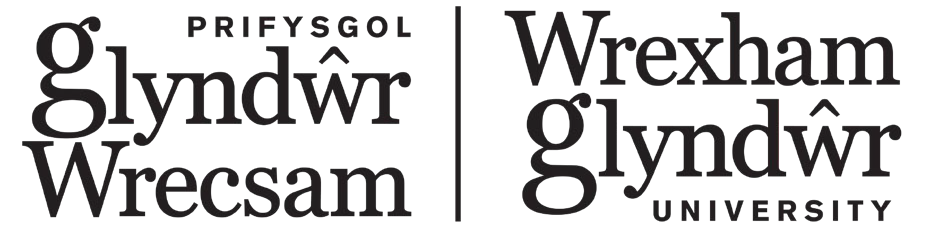 PRIFYSGOL
glyndŵr
Wrecsam
Wrexham
glyndŵr
UNIVERSITY